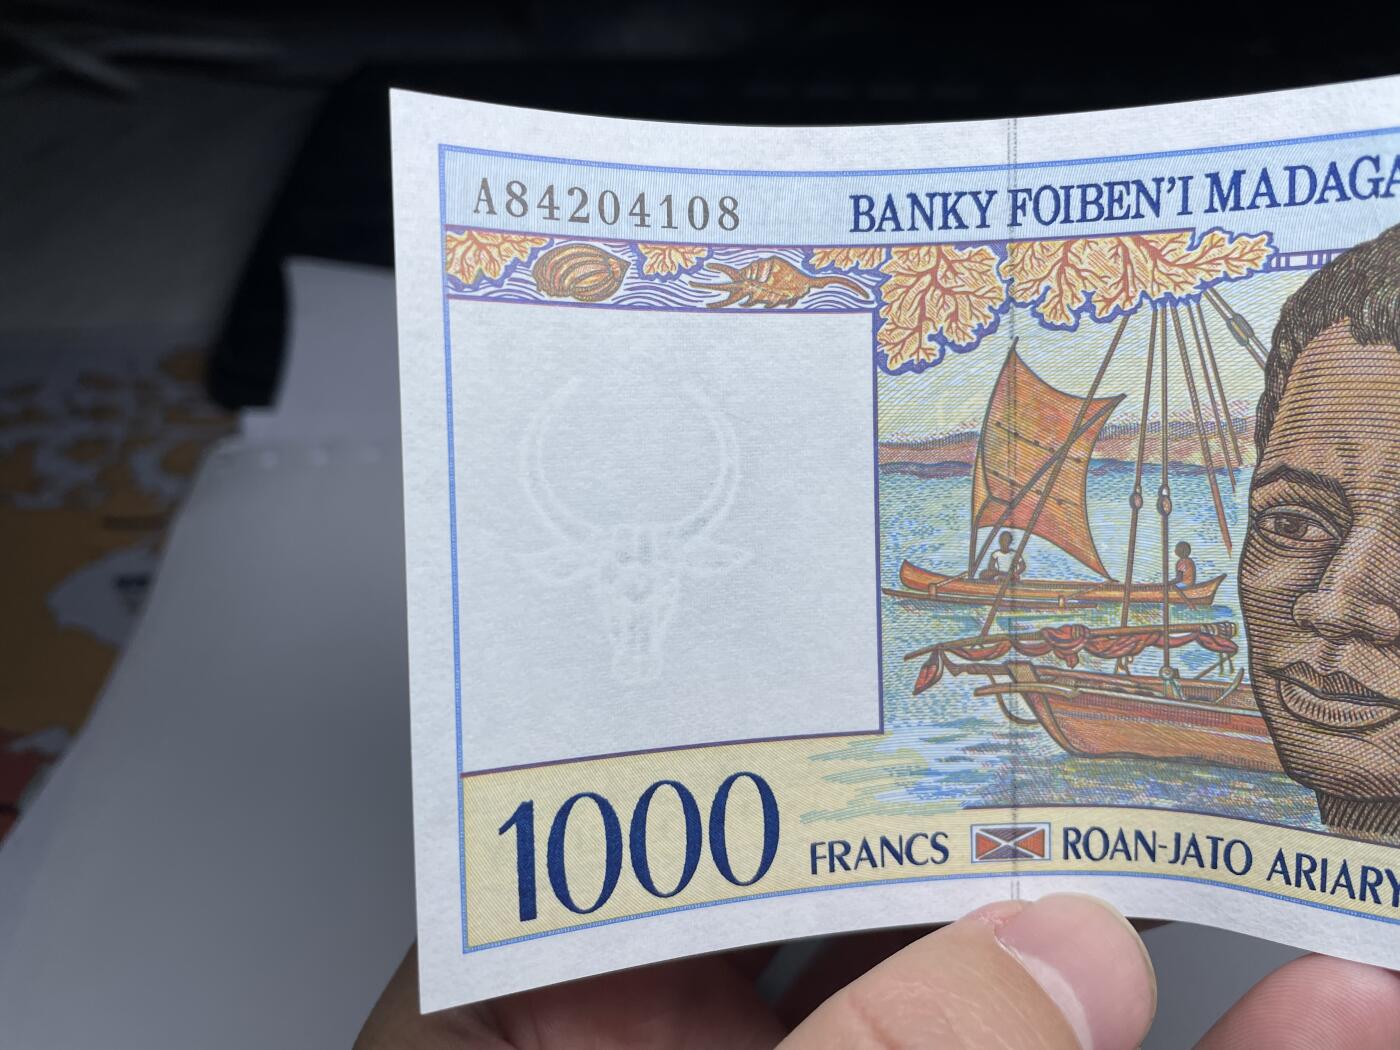 A84204108
BANKY FOIBEN'I MADAGA
1000 FRANCS ROAN-JATO ARIARY